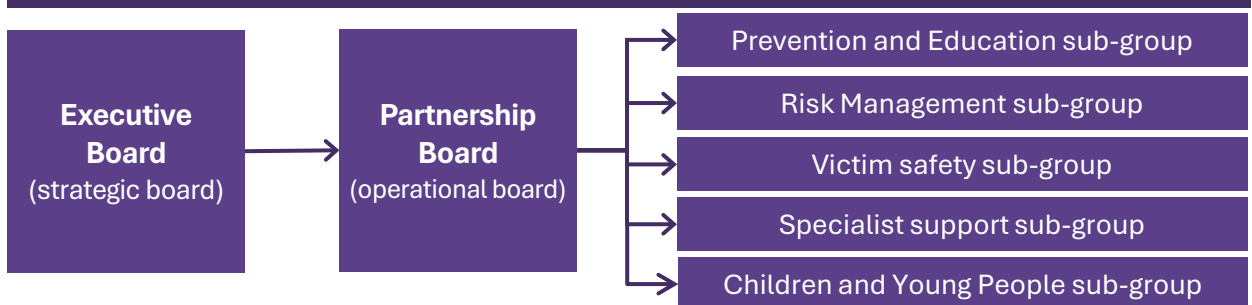 Executive
Board
(strategic board)
Partnership
Board
(operational board)
Prevention and Education sub-group
Risk Management sub-group
Victim safety sub-group
Specialist support sub-group
Children and Young People sub-group